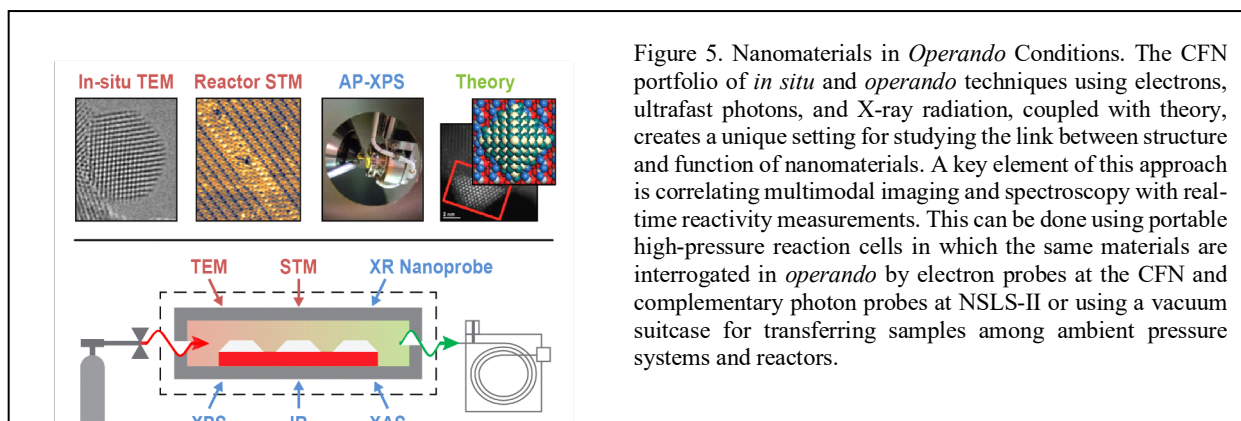 In-situ TEM Reactor STM AP-XPS Theory
2 nm
TEM STM XR Nanoprobe
XPS IR XAS
Figure 5. Nanomaterials in Operando Conditions. The CFN
portfolio of in situ and operando techniques using electrons,
ultrafast photons, and X-ray radiation, coupled with theory,
creates a unique setting for studying the link between structure
and function of nanomaterials. A key element of this approach
is correlating multimodal imaging and spectroscopy with real-
time reactivity measurements. This can be done using portable
high-pressure reaction cells in which the same materials are
interrogated in operando by electron probes at the CFN and
complementary photon probes at NSLS-II or using a vacuum
suitcase for transferring samples among ambient pressure
systems and reactors.